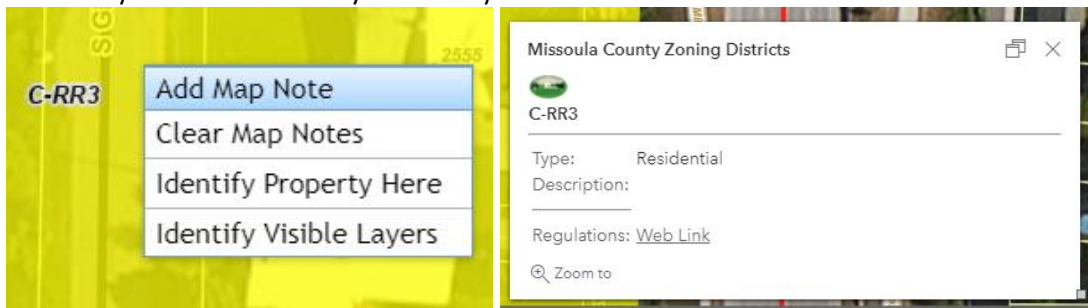 SIG
2555
C-RR3
Add Map Note
Clear Map Notes
Identify Property Here
Identify Visible Layers
Missoula County Zoning Districts
C-RR3
Type: Residential
Description:
Regulations: Web Link
Zoom to